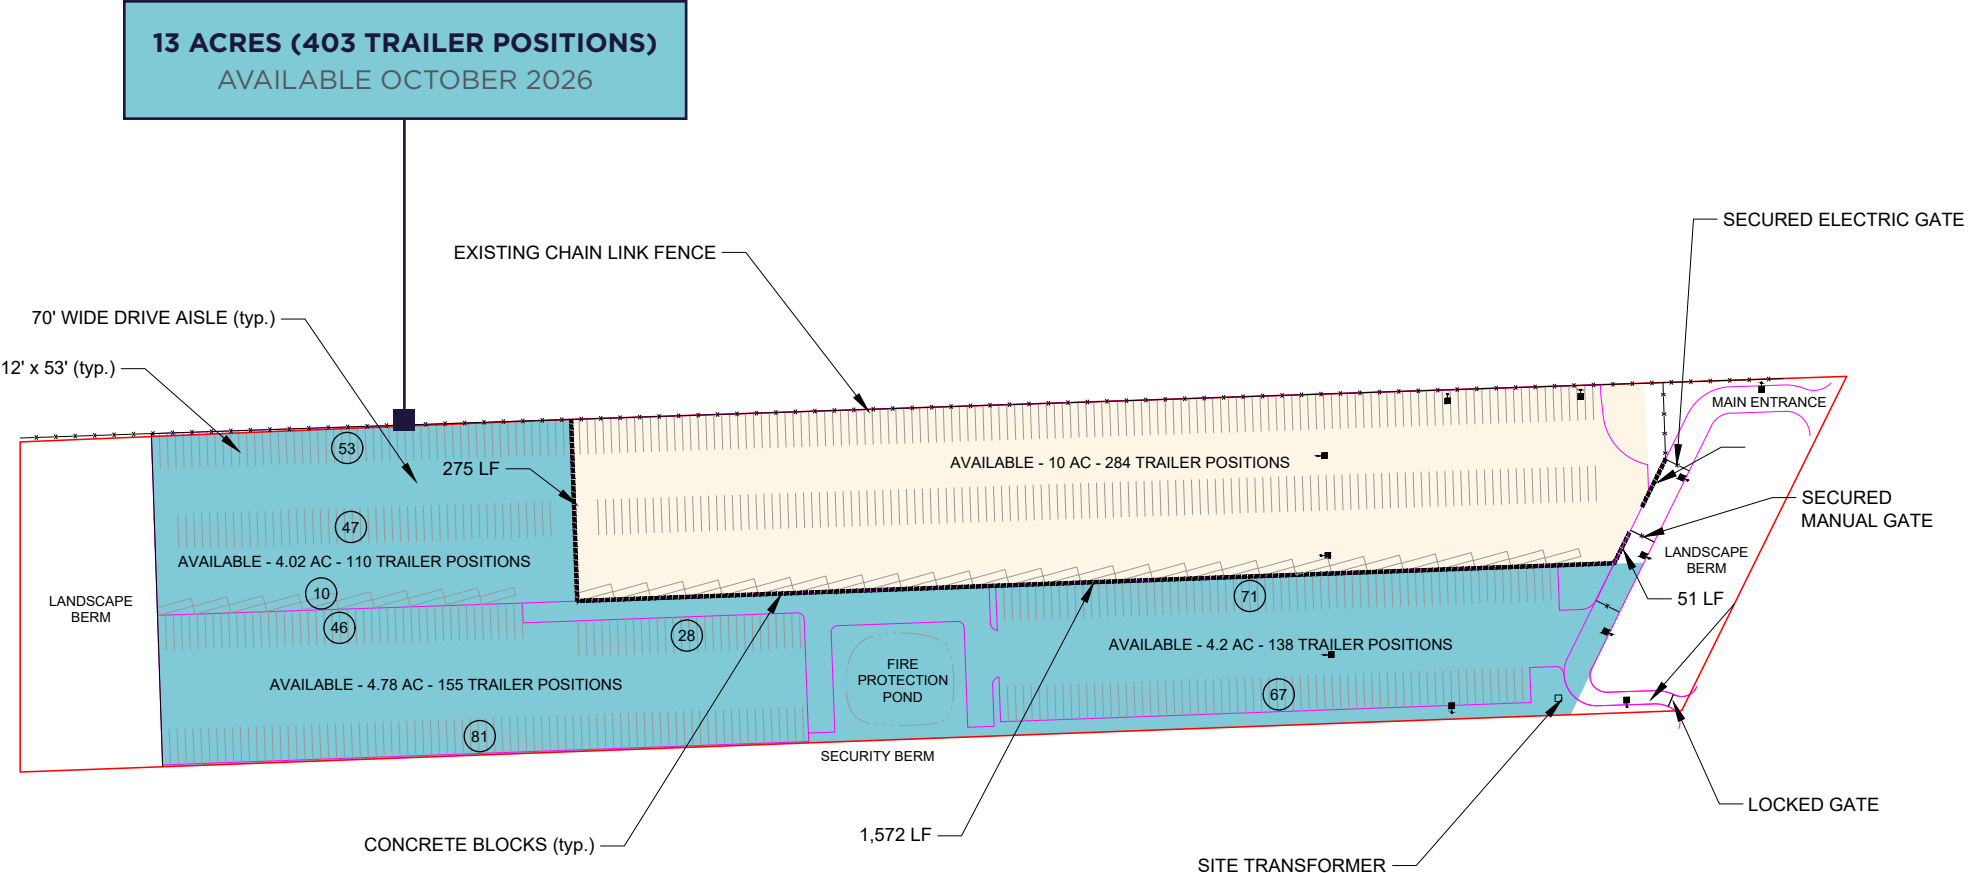 13 ACRES (403 TRAILER POSITIONS)
AVAILABLE OCTOBER 2026
SECURED ELECTRIC GATE
EXISTING CHAIN LINK FENCE
70' WIDE DRIVE AISLE (typ.)
12' x 53' (typ.)
MAIN ENTRANCE
53
275 LF
AVAILABLE - 10 AC - 284 TRAILER POSITIONS
SECURED
MANUAL GATE
47
AVAILABLE - 4.02 AC - 110 TRAILER POSITIONS
LANDSCAPE
BERM
10
71
51 LF
LANDSCAPE
BERM
46
28
AVAILABLE - 4.2 AC - 138 TRAILER POSITIONS
FIRE
PROTECTION
POND
AVAILABLE - 4.78 AC - 155 TRAILER POSITIONS
67
81
SECURITY BERM
LOCKED GATE
1,572 LF
CONCRETE BLOCKS (typ.)
SITE TRANSFORMER